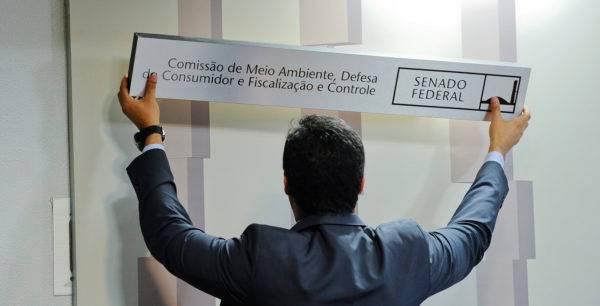 Comissão de Meio Ambiente, Defesa
do Consumidor e Fiscalização e Controle
SENADO
FEDERAL